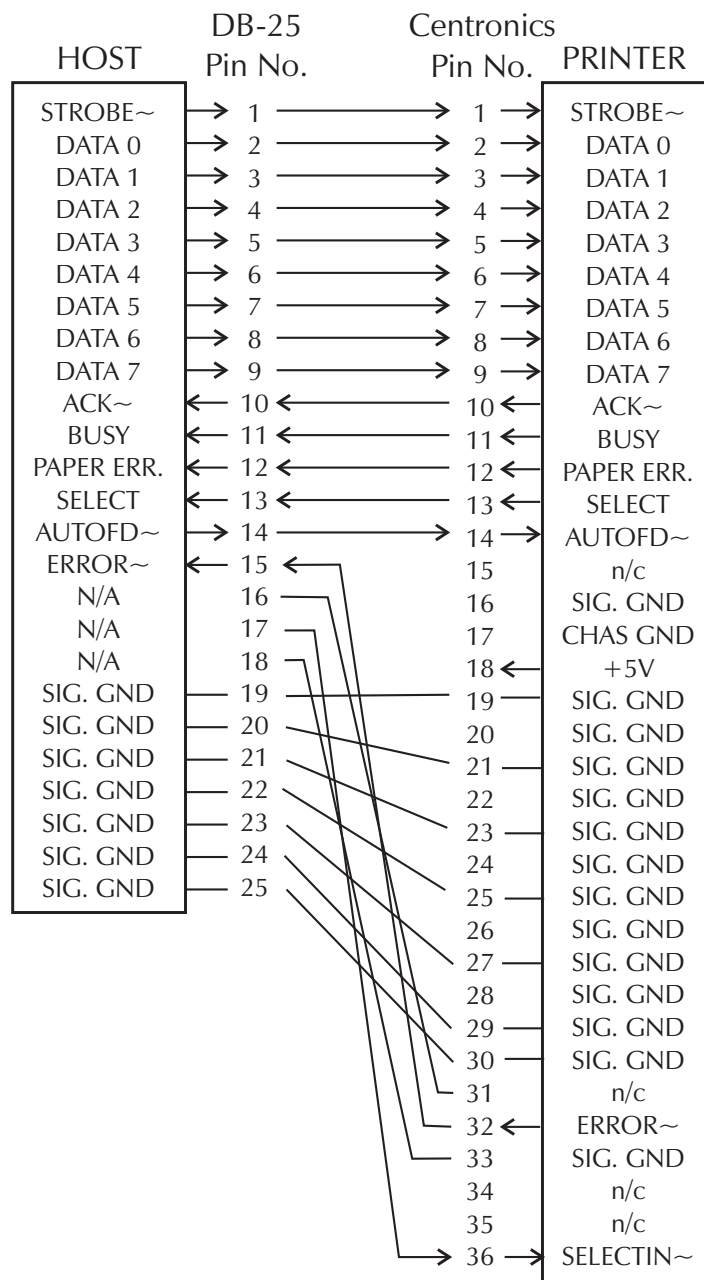 DB-25 Centronics
HOST Pin No. Pin No. PRINTER
STROBE~ 1 1 STROBE~
DATA 0 2 2 DATA 0
DATA 1 3 3 DATA 1
DATA 2 4 4 DATA 2
DATA 3 5 5 DATA 3
DATA 4 6 6 DATA 4
DATA 5 7 7 DATA 5
DATA 6 8 8 DATA 6
DATA 7 9 9 DATA 7
ACK~ 10 10 ACK~
BUSY 11 11 BUSY
PAPER ERR. 12 12 PAPER ERR.
SELECT 13 13 SELECT
AUTOFD~ 14 14 AUTOFD~
ERROR~ 15 15 n/c
N/A 16 16 SIG. GND
N/A 17 17 CHAS GND
N/A 18 18 +5V
SIG. GND 19 19 SIG. GND
SIG. GND 20 20 SIG. GND
SIG. GND 21 21 SIG. GND
SIG. GND 22 22 SIG. GND
SIG. GND 23 23 SIG. GND
SIG. GND 24 24 SIG. GND
SIG. GND 25 25 SIG. GND
26 SIG. GND
27 SIG. GND
28 SIG. GND
29 SIG. GND
30 SIG. GND
31 n/c
32 ERROR~
33 SIG. GND
34 n/c
35 n/c
36 SELECTIN~